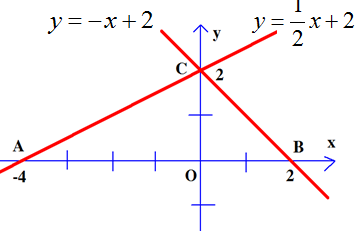 y = -x + 2
y = 1/2 x + 2
y
C
2
A
B
x
-4
O
2